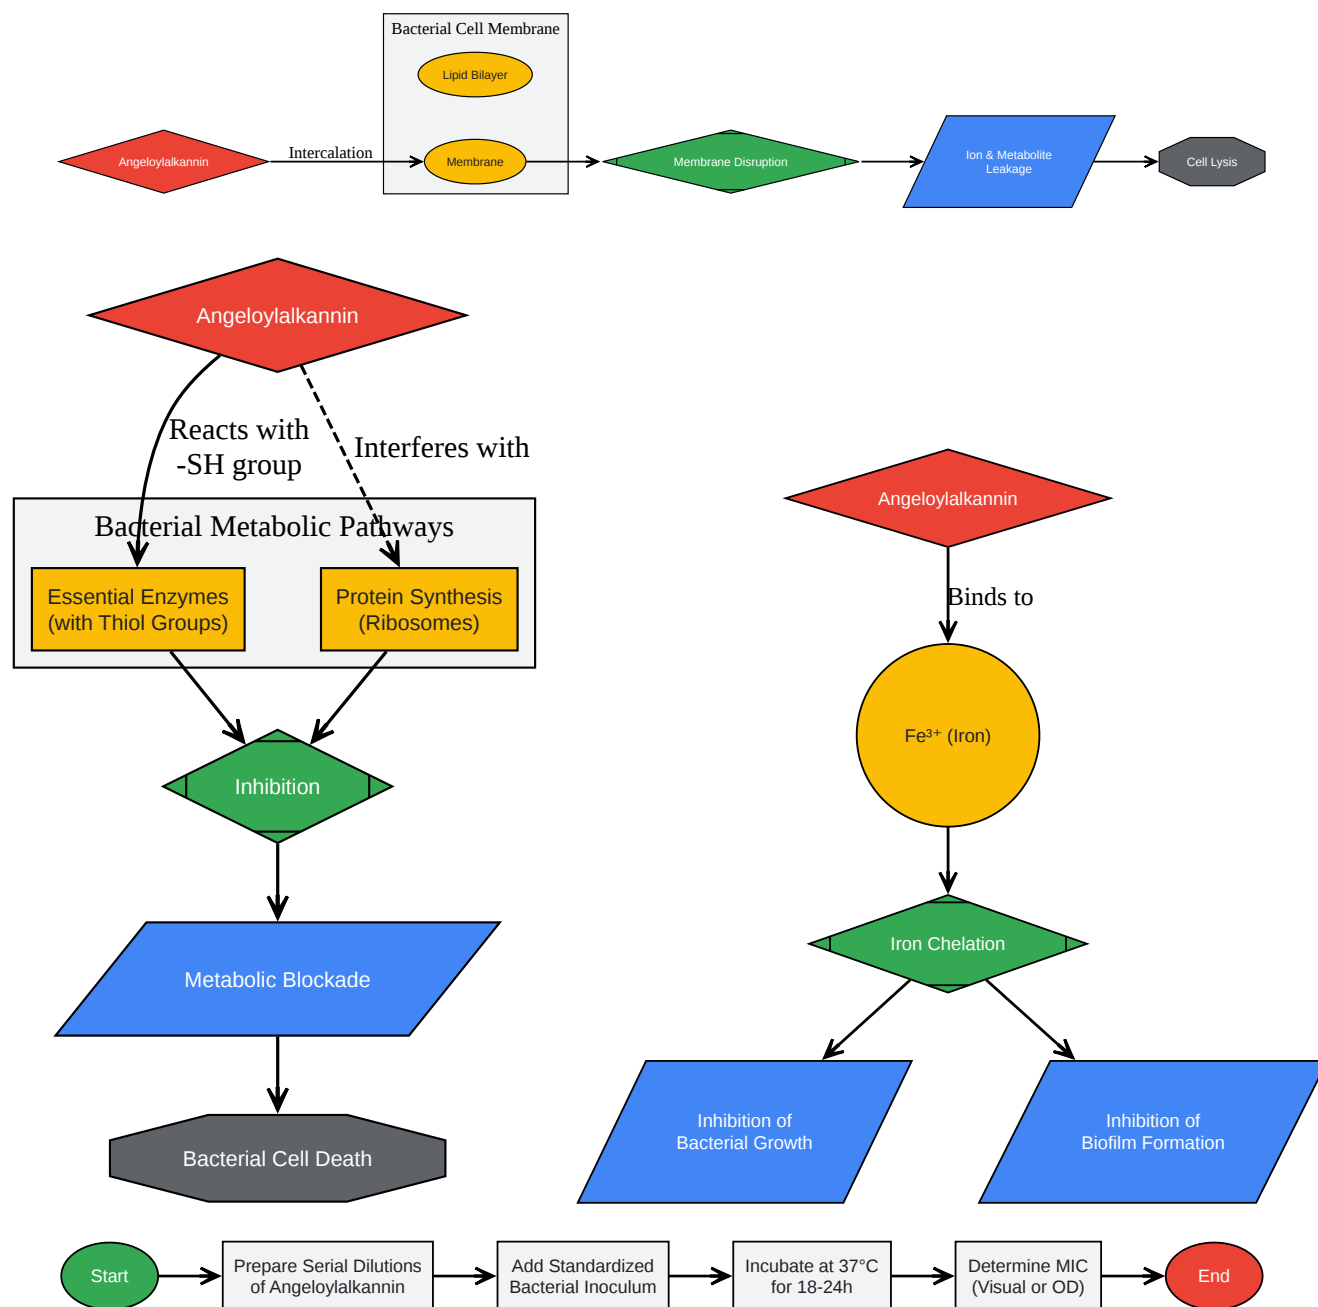 Bacterial Cell Membrane
Lipid Bilayer
Angeloylalkannin
Intercalation
Membrane
Membrane Disruption
Ion & Metabolite
Leakage
Cell Lysis
Angeloylalkannin
Reacts with
-SH group
Interferes with
Bacterial Metabolic Pathways
Essential Enzymes
(with Thiol Groups)
Protein Synthesis
(Ribosomes)
Inhibition
Metabolic Blockade
Bacterial Cell Death
Angeloylalkannin
Binds to
Fe³⁺ (Iron)
Iron Chelation
Inhibition of
Bacterial Growth
Inhibition of
Biofilm Formation
Start
Prepare Serial Dilutions
of Angeloylalkannin
Add Standardized
Bacterial Inoculum
Incubate at 37°C
for 18-24h
Determine MIC
(Visual or OD)
End